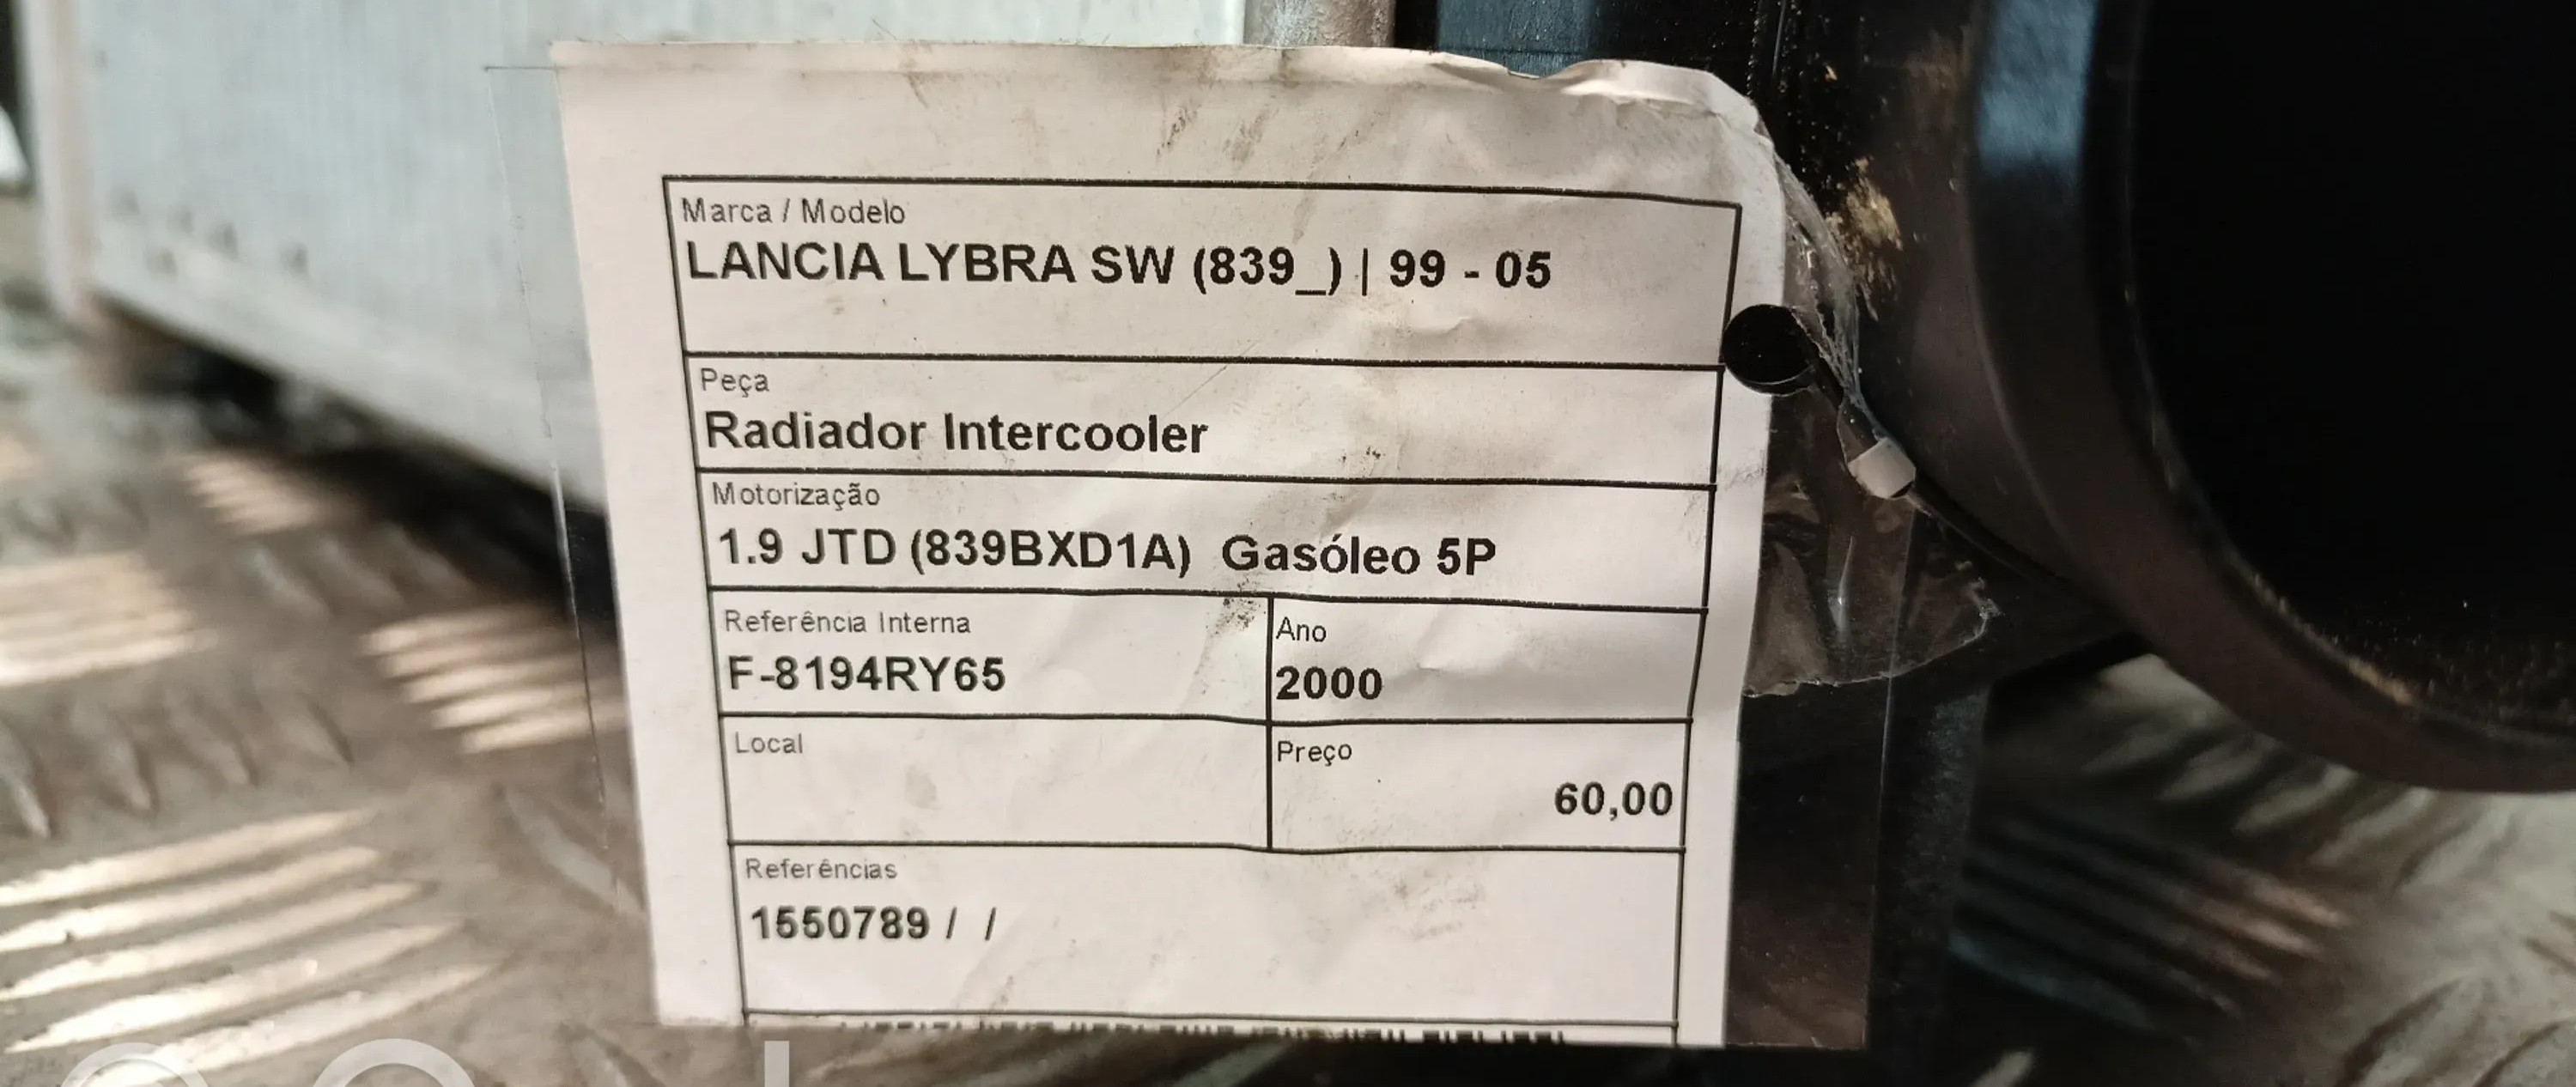 Marca / Modelo
LANCIA LYBRA SW (839_) | 99 - 05
Peça
Radiador Intercooler
Motorização
1.9 JTD (839BXD1A) Gasóleo 5P
Referência Interna
F-8194RY65
Ano
2000
Local
Preço
60,00
Referências
1550789 / /